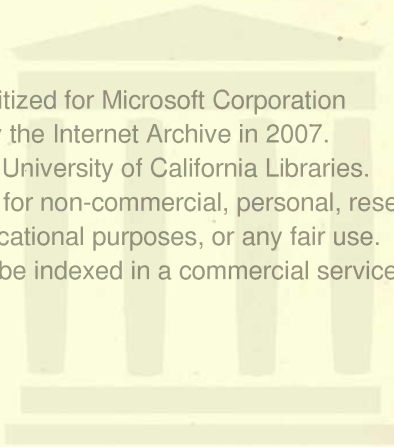 itized for Microsoft Corporation
the Internet Archive in 2007.
University of California Libraries.
for non-commercial, personal, rese
cational purposes, or any fair use.
be indexed in a commercial service